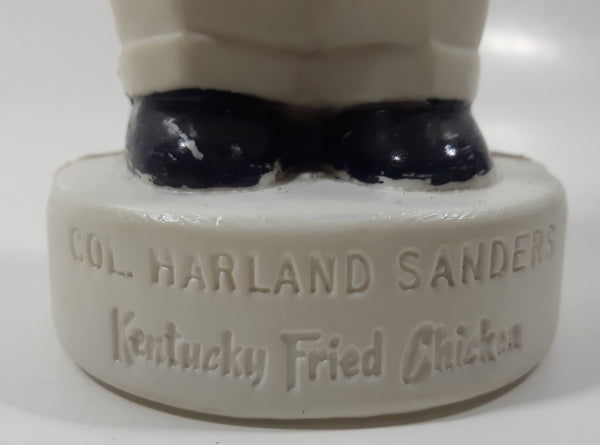 COL. HARLAND SANDERS
Kentucky Fried Chicken